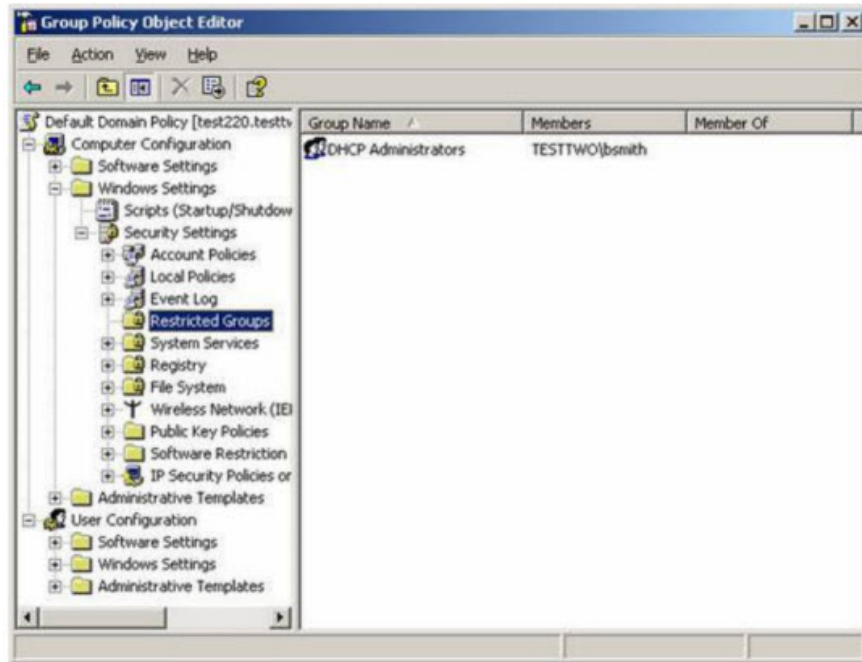 Group Policy Object Editor
File Action View Help
Default Domain Policy [test220.testtv
Computer Configuration
Software Settings
Windows Settings
Scripts (Startup/Shutdow
Security Settings
Account Policies
Local Policies
Event Log
Restricted Groups
System Services
Registry
File System
Wireless Network (IEI
Public Key Policies
Software Restriction
IP Security Policies or
Administrative Templates
User Configuration
Software Settings
Windows Settings
Administrative Templates
Group Name Members Member Of
DHCP Administrators TESTTWO\bsmith